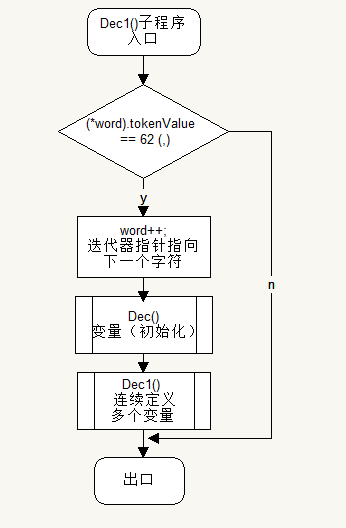 Dec1()子程序
入口
(*word).tokenValue
== 62 (,)
y
word++;
迭代器指针指向
下一个字符
n
Dec()
变量（初始化）
Dec1()
连续定义
多个变量
出口